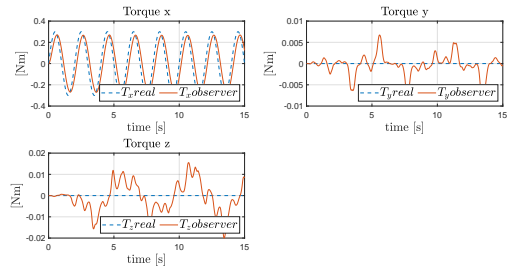 Torque x
0.4
0.2
0
-0.2
-0.4
[Nm]
T_x real T_x observer
0 5 10 15
time [s]
Torque y
0.01
0.005
0
-0.005
-0.01
[Nm]
T_y real T_y observer
0 5 10 15
time [s]
Torque z
0.02
0.01
0
-0.01
-0.02
[Nm]
T_z real T_z observer
0 5 10 15
time [s]